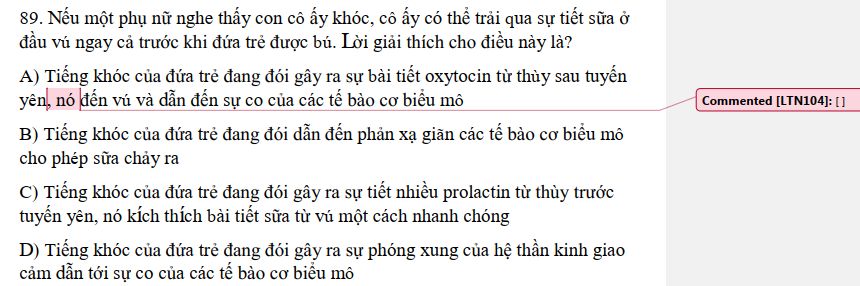 89. Nếu một phụ nữ nghe thấy con cô ấy khóc, cô ấy có thể trải qua sự tiết sữa ở
đầu vú ngay cả trước khi đứa trẻ được bú. Lời giải thích cho điều này là?
A) Tiếng khóc của đứa trẻ đang đói gây ra sự bài tiết oxytocin từ thùy sau tuyến
yên, nó đến vú và dẫn đến sự co của các tế bào cơ biểu mô
Commented [LTN104]: [ ]
B) Tiếng khóc của đứa trẻ đang đói dẫn đến phản xạ giãn các tế bào cơ biểu mô
cho phép sữa chảy ra
C) Tiếng khóc của đứa trẻ đang đói gây ra sự tiết nhiều prolactin từ thùy trước
tuyến yên, nó kích thích bài tiết sữa từ vú một cách nhanh chóng
D) Tiếng khóc của đứa trẻ đang đói gây ra sự phóng xung của hệ thần kinh giao
cảm dẫn tới sự co của các tế bào cơ biểu mô